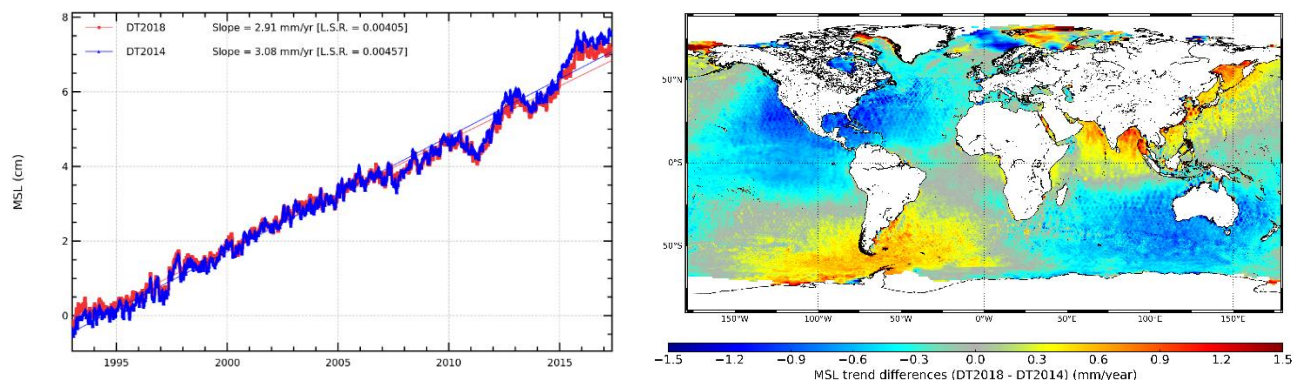 DT2018 Slope = 2.91 mm/yr [L.S.R. = 0.00405]
DT2014 Slope = 3.08 mm/yr [L.S.R. = 0.00457]
8
6
4
2
0
MSL (cm)
1995 2000 2005 2010 2015
50°N
0°S
50°S
150°W 100°W 50°W 0°W 50°E 100°E 150°E
−1.5 −1.2 −0.9 −0.6 −0.3 0.0 0.3 0.6 0.9 1.2 1.5
MSL trend differences (DT2018 - DT2014) (mm/year)